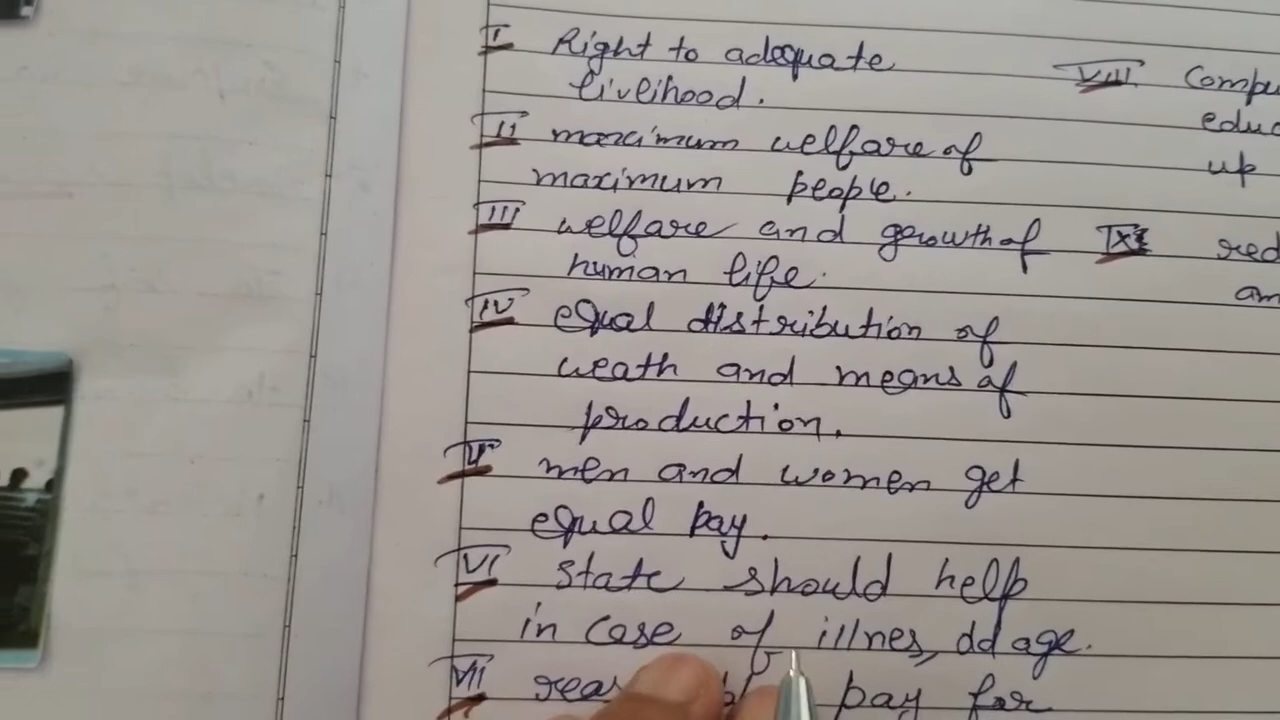 I Right to adequate
livelihood.
II maximum welfare of
maximum people.
III welfare and growth of
human life.
IV equal distribution of
weath and means of
production.
V men and women get
equal pay.
VI State should help
in case of illnes, old age.
VII pay for
VIII Compu
educ
up
IX red
am